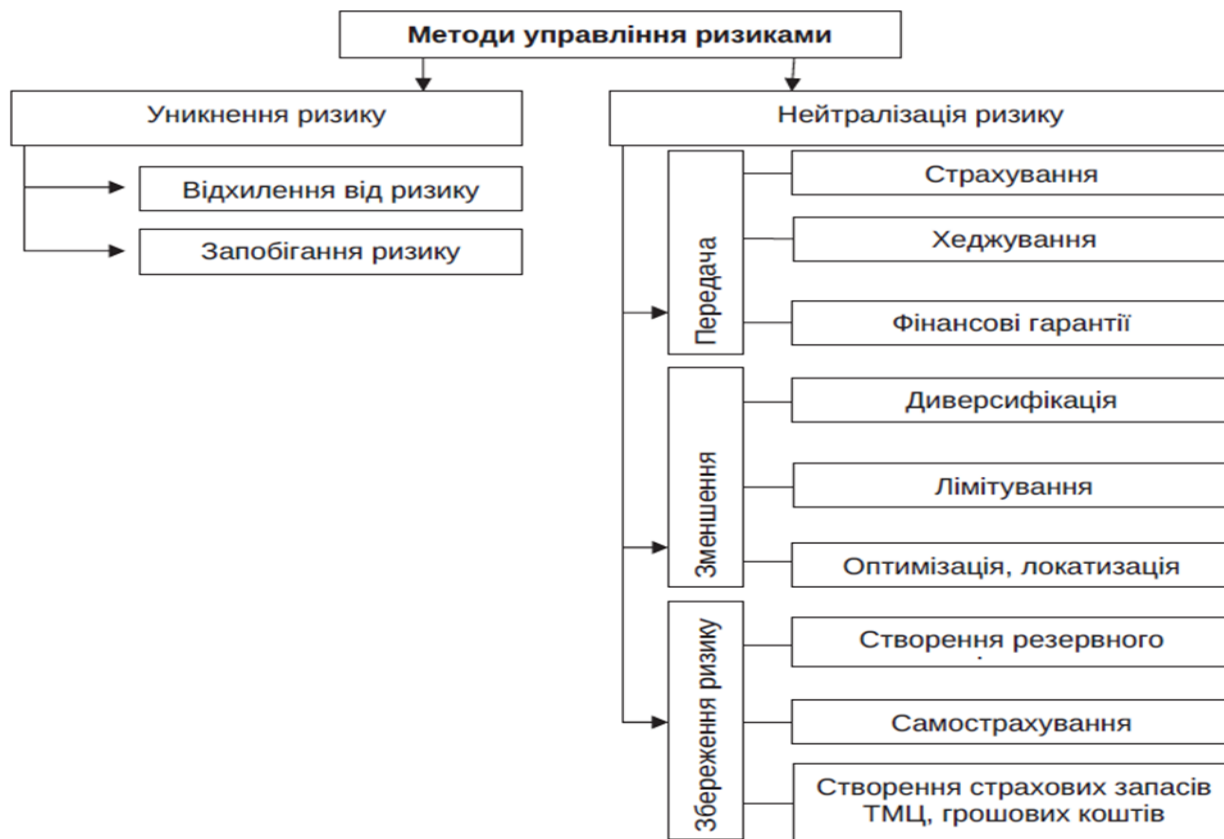 Методи управління ризиками
Уникнення ризику
Відхилення від ризику
Запобігання ризику
Нейтралізація ризику
Передача
Страхування
Хеджування
Фінансові гарантії
Зменшення
Диверсифікація
Лімітування
Оптимізація, локатизація
Збереження ризику
Створення резервного
Самострахування
Створення страхових запасів
ТМЦ, грошових коштів